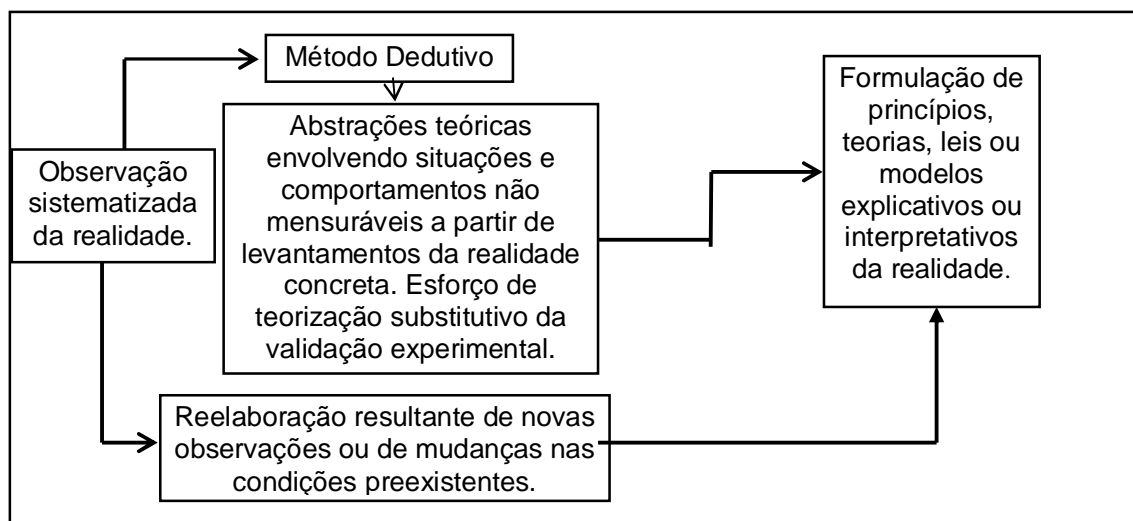 Método Dedutivo
Observação
sistematizada
da realidade.
Abstrações teóricas
envolvendo situações e
comportamentos não
mensuráveis a partir de
levantamentos da realidade
concreta. Esforço de
teorização substitutivo da
validação experimental.
Formulação de
princípios,
teorias, leis ou
modelos
explicativos ou
interpretativos
da realidade.
Reelaboração resultante de novas
observações ou de mudanças nas
condições preexistentes.